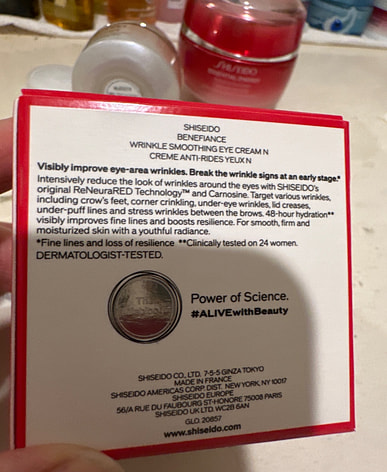 SHISEIDO
ESSENTIAL ENERGY
SHISEIDO
BENEFIANCE
WRINKLE SMOOTHING EYE CREAM N
CREME ANTI-RIDES YEUX N
Visibly improve eye-area wrinkles. Break the wrinkle signs at an early stage.*
Intensively reduce the look of wrinkles around the eyes with SHISEIDO's
original ReNeuraRED Technology™ and Carnosine. Target various wrinkles,
including crow's feet, corner crinkling, under-eye wrinkles, lid creases,
under-puff lines and stress wrinkles between the brows. 48-hour hydration**
visibly improves fine lines and boosts resilience. For smooth, firm and
moisturized skin with a youthful radiance.
*Fine lines and loss of resilience **Clinically tested on 24 women.
DERMATOLOGIST-TESTED.
Power of Science.
#ALIVEwithBeauty
SHISEIDO CO., LTD. 7-5-5 GINZA TOKYO
MADE IN FRANCE
SHISEIDO AMERICAS CORP. DIST. NEW YORK, NY 10017
SHISEIDO EUROPE
56/A RUE DU FAUBOURG ST-HONORE 75008 PARIS
SHISEIDO UK LTD. WC2B 6AN
GLO. 20857
www.shiseido.com